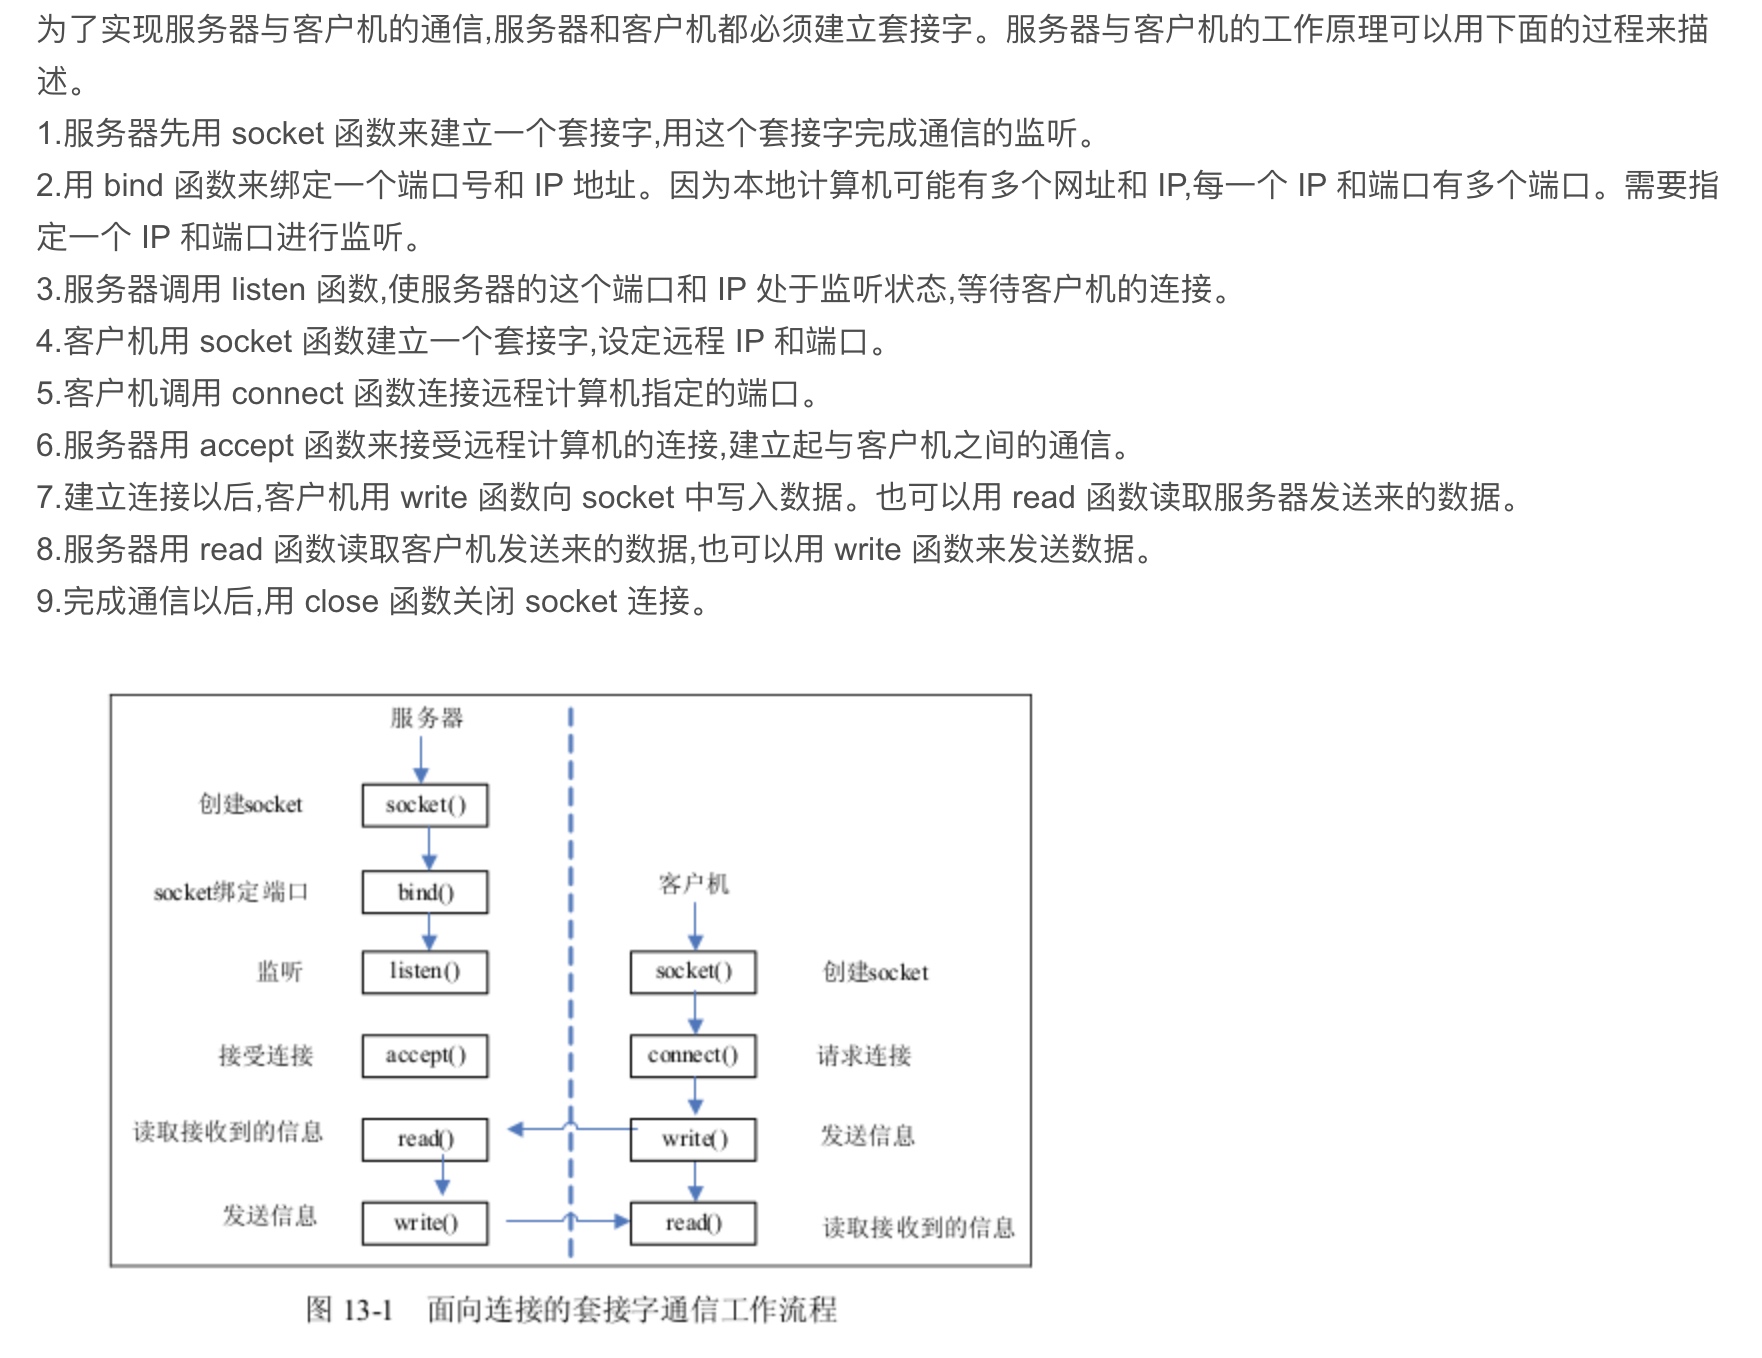 为了实现服务器与客户机的通信,服务器和客户机都必须建立套接字。服务器与客户机的工作原理可以用下面的过程来描
述。
1.服务器先用 socket 函数来建立一个套接字,用这个套接字完成通信的监听。
2.用 bind 函数来绑定一个端口号和 IP 地址。因为本地计算机可能有多个网址和 IP,每一个 IP 和端口有多个端口。需要指
定一个 IP 和端口进行监听。
3.服务器调用 listen 函数,使服务器的这个端口和 IP 处于监听状态,等待客户机的连接。
4.客户机用 socket 函数建立一个套接字,设定远程 IP 和端口。
5.客户机调用 connect 函数连接远程计算机指定的端口。
6.服务器用 accept 函数来接受远程计算机的连接,建立起与客户机之间的通信。
7.建立连接以后,客户机用 write 函数向 socket 中写入数据。也可以用 read 函数读取服务器发送来的数据。
8.服务器用 read 函数读取客户机发送来的数据,也可以用 write 函数来发送数据。
9.完成通信以后,用 close 函数关闭 socket 连接。
服务器
创建socket
socket()
socket绑定端口
bind()
客户机
监听
listen()
socket()
创建socket
接受连接
accept()
connect()
请求连接
读取接收到的信息
read()
write()
发送信息
发送信息
write()
read()
读取接收到的信息
图 13-1 面向连接的套接字通信工作流程